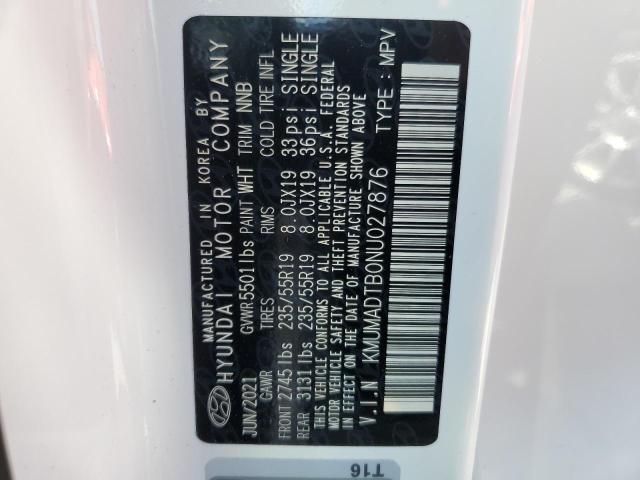 MANUFACTURED IN KOREA BY
HYUNDAI MOTOR COMPANY
JUN/2021 GVWR5501lbs PAINT WHT TRIM NNB
GAWR TIRES RIMS COLD TIRE INFL
FRONT 2745lbs 235/55R19 8.0JX19 33psi SINGLE
REAR 3131lbs 235/55R19 8.0JX19 36psi SINGLE
THIS VEHICLE CONFORMS TO ALL APPLICABLE U.S.A. FEDERAL
MOTOR VEHICLE SAFETY AND THEFT PREVENTION STANDARDS
IN EFFECT ON THE DATE OF MANUFACTURE SHOWN ABOVE
V.I.N KMUMADTB0NU027876 TYPE : MPV
T16